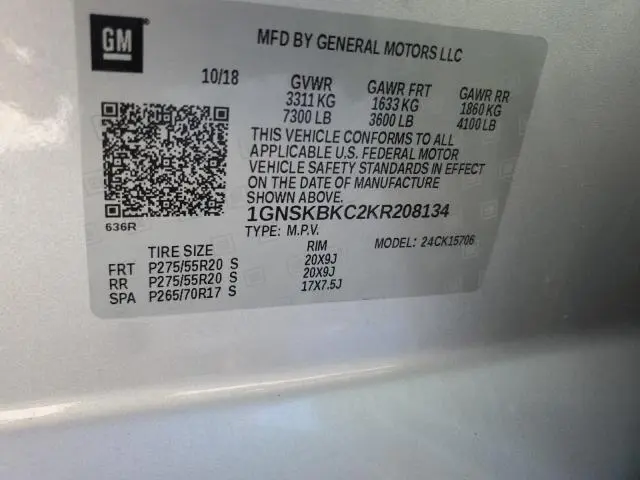 GM
MFD BY GENERAL MOTORS LLC
10/18 GVWR GAWR FRT GAWR RR
3311 KG 1633 KG 1860 KG
7300 LB 3600 LB 4100 LB
THIS VEHICLE CONFORMS TO ALL
APPLICABLE U.S. FEDERAL MOTOR
VEHICLE SAFETY STANDARDS IN EFFECT
ON THE DATE OF MANUFACTURE
SHOWN ABOVE.
1GNSKBKC2KR208134
636R
TYPE: M.P.V. MODEL: 24CK15706
TIRE SIZE RIM
FRT P275/55R20 S 20X9J
RR P275/55R20 S 20X9J
SPA P265/70R17 S 17X7.5J